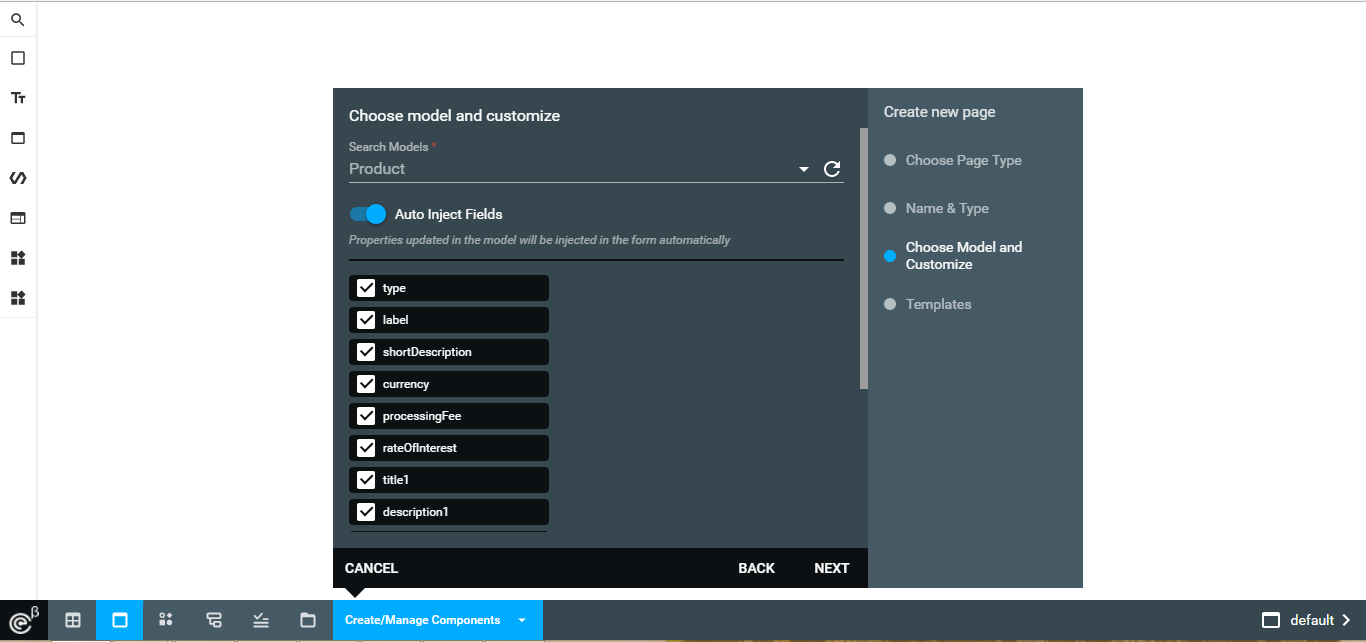 Tт
Choose model and customize
Search Models *
Product
Auto Inject Fields
Properties updated in the model will be injected in the form automatically
type
label
shortDescription
currency
processingFee
rateOfInterest
title1
description1
CANCEL
BACK
NEXT
Create new page
Choose Page Type
Name & Type
Choose Model and
Customize
Templates
e β
Create/Manage Components
default